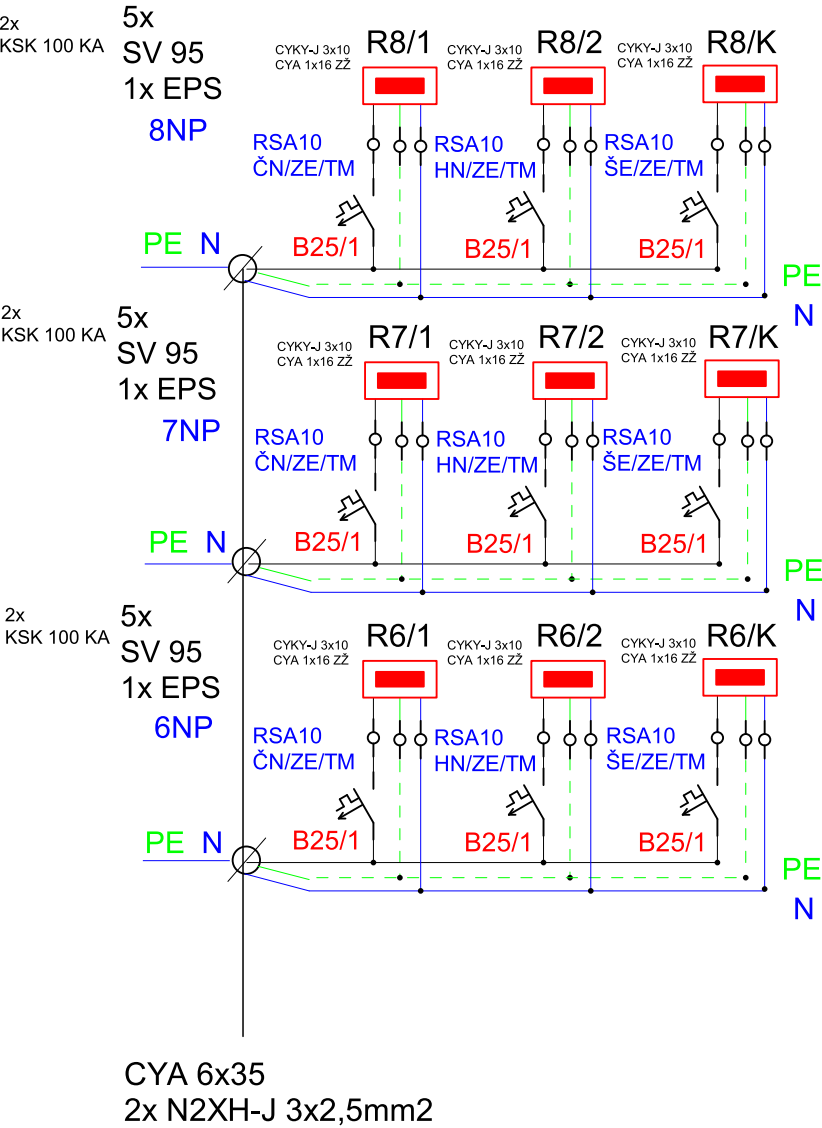 2x
KSK 100 KA
5x
SV 95
1x EPS
8NP
CYKY-J 3x10
CYA 1x16 ZŽ
R8/1
CYKY-J 3x10
CYA 1x16 ZŽ
R8/2
CYKY-J 3x10
CYA 1x16 ZŽ
R8/K
RSA10
ČN/ZE/TM
RSA10
HN/ZE/TM
RSA10
ŠE/ZE/TM
B25/1
B25/1
B25/1
PE N
PE
N
2x
KSK 100 KA
5x
SV 95
1x EPS
7NP
CYKY-J 3x10
CYA 1x16 ZŽ
R7/1
CYKY-J 3x10
CYA 1x16 ZŽ
R7/2
CYKY-J 3x10
CYA 1x16 ZŽ
R7/K
RSA10
ČN/ZE/TM
RSA10
HN/ZE/TM
RSA10
ŠE/ZE/TM
B25/1
B25/1
B25/1
PE N
PE
N
2x
KSK 100 KA
5x
SV 95
1x EPS
6NP
CYKY-J 3x10
CYA 1x16 ZŽ
R6/1
CYKY-J 3x10
CYA 1x16 ZŽ
R6/2
CYKY-J 3x10
CYA 1x16 ZŽ
R6/K
RSA10
ČN/ZE/TM
RSA10
HN/ZE/TM
RSA10
ŠE/ZE/TM
B25/1
B25/1
B25/1
PE N
PE
N
CYA 6x35
2x N2XH-J 3x2,5mm2